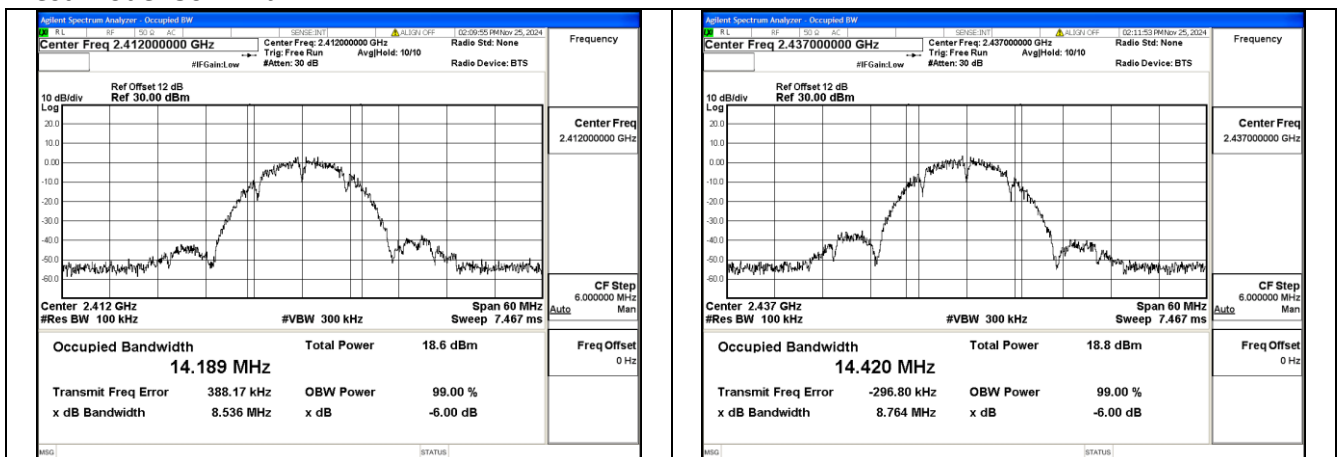 Agilent Spectrum Analyzer - Occupied BW
RL RF 50 Ω AC SENSE:INT ALIGN OFF 02:09:55 PM Nov 25, 2024
Center Freq 2.412000000 GHz
Center Freq: 2.412000000 GHz
Radio Std: None
Trig: Free Run Avg|Hold: 10/10
#IFGain:Low #Atten: 30 dB Radio Device: BTS
Ref Offset 12 dB
10 dB/div Ref 30.00 dBm
Log
20.0
10.0
0.00
-10.0
-20.0
-30.0
-40.0
-50.0
-60.0
Center 2.412 GHz Span 60 MHz
#Res BW 100 kHz #VBW 300 kHz Sweep 7.467 ms
Occupied Bandwidth Total Power 18.6 dBm
14.189 MHz
Transmit Freq Error 388.17 kHz OBW Power 99.00 %
x dB Bandwidth 8.536 MHz x dB -6.00 dB
MSG STATUS
Frequency
Center Freq
2.412000000 GHz
CF Step
6.000000 MHz
Auto Man
Freq Offset
0 Hz
Agilent Spectrum Analyzer - Occupied BW
RL RF 50 Ω AC SENSE:INT ALIGN OFF 02:11:53 PM Nov 25, 2024
Center Freq 2.437000000 GHz
Center Freq: 2.437000000 GHz
Radio Std: None
Trig: Free Run Avg|Hold: 10/10
#IFGain:Low #Atten: 30 dB Radio Device: BTS
Ref Offset 12 dB
10 dB/div Ref 30.00 dBm
Log
20.0
10.0
0.00
-10.0
-20.0
-30.0
-40.0
-50.0
-60.0
Center 2.437 GHz Span 60 MHz
#Res BW 100 kHz #VBW 300 kHz Sweep 7.467 ms
Occupied Bandwidth Total Power 18.8 dBm
14.420 MHz
Transmit Freq Error -296.80 kHz OBW Power 99.00 %
x dB Bandwidth 8.764 MHz x dB -6.00 dB
MSG STATUS
Frequency
Center Freq
2.437000000 GHz
CF Step
6.000000 MHz
Auto Man
Freq Offset
0 Hz